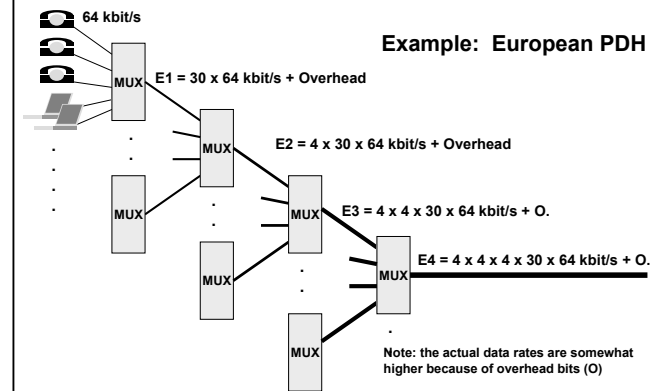 64 kbit/s
Example: European PDH
MUX
E1 = 30 x 64 kbit/s + Overhead
MUX
E2 = 4 x 30 x 64 kbit/s + Overhead
MUX
MUX
E3 = 4 x 4 x 30 x 64 kbit/s + O.
MUX
MUX
E4 = 4 x 4 x 4 x 30 x 64 kbit/s + O.
MUX
Note: the actual data rates are somewhat
higher because of overhead bits (O)